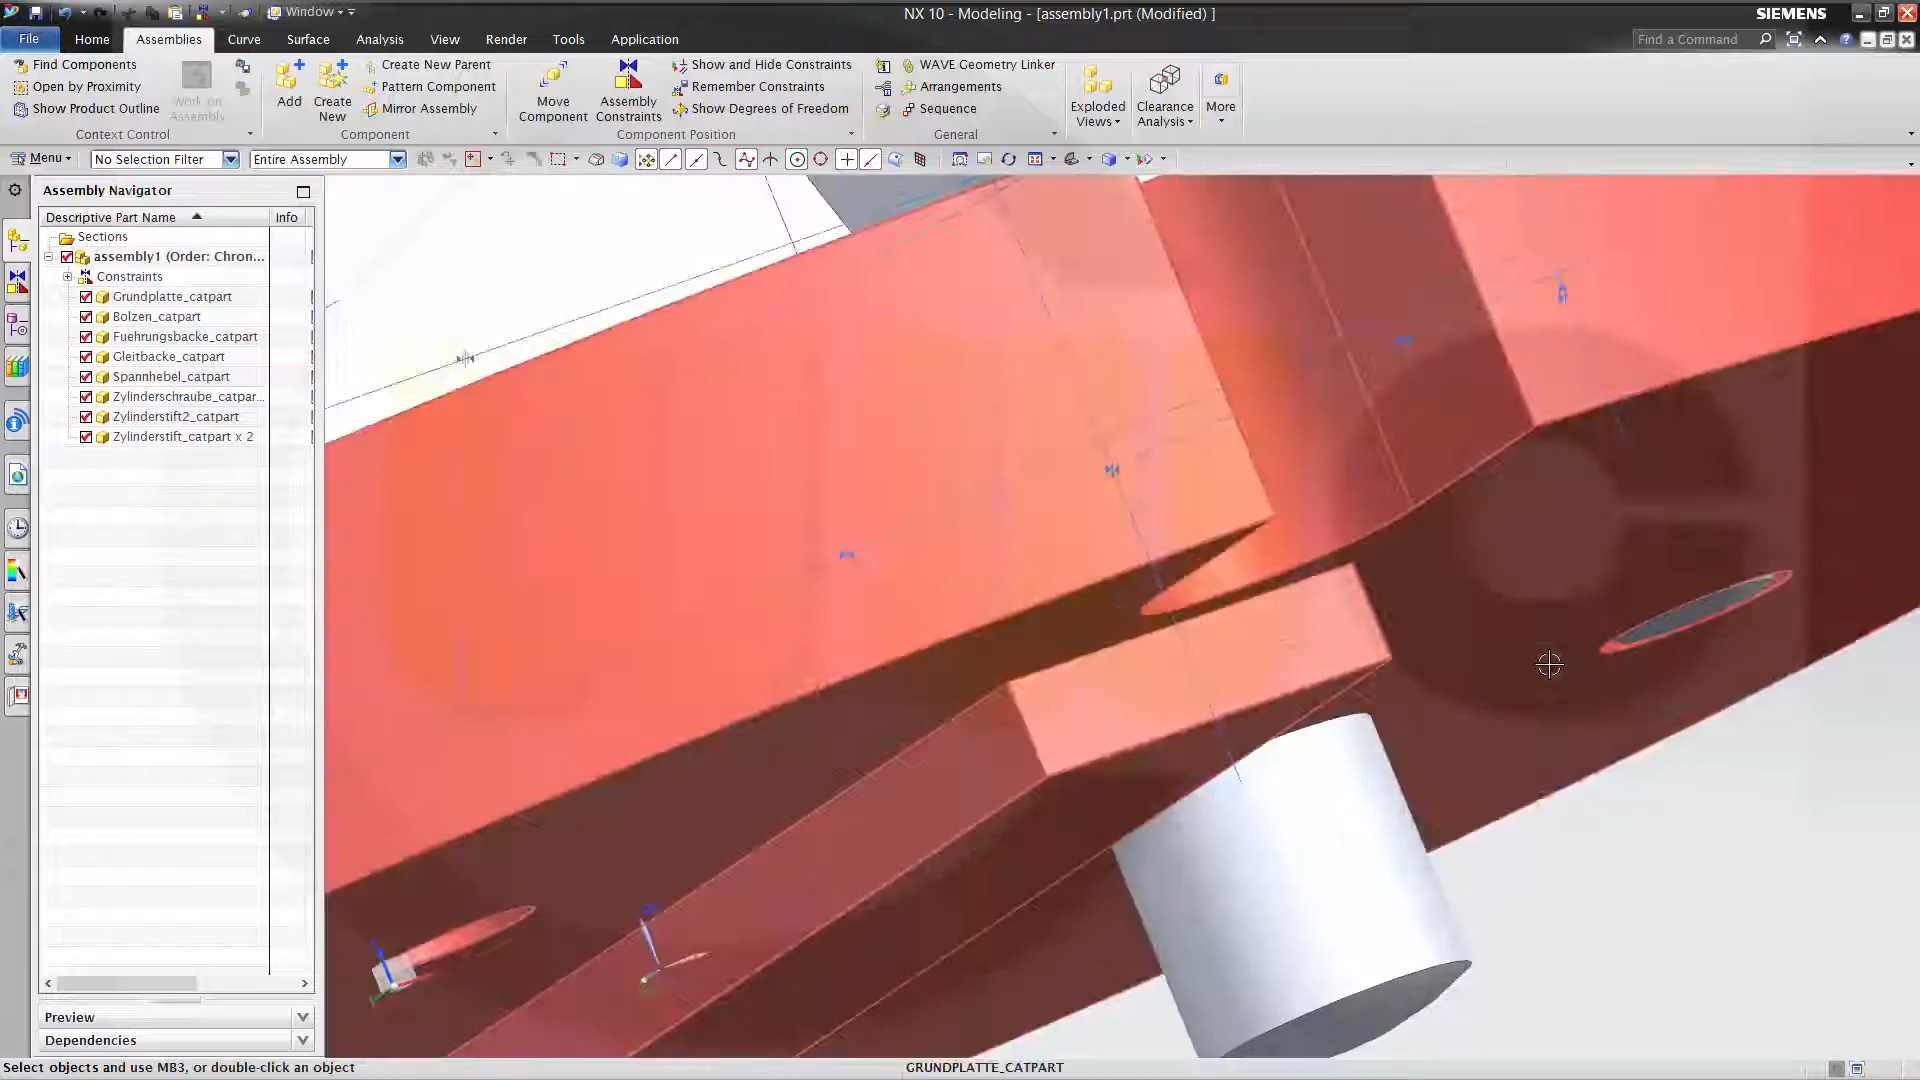 Window
NX 10 - Modeling - [assembly1.prt (Modified) ]
SIEMENS
File
Home
Assemblies
Curve
Surface
Analysis
View
Render
Tools
Application
Find a Command
Find Components
Open by Proximity
Show Product Outline
Work on
Assembly
Context Control
Add
Create
New
Create New Parent
Pattern Component
Mirror Assembly
Component
Move
Component
Assembly
Constraints
Show and Hide Constraints
Remember Constraints
Show Degrees of Freedom
Component Position
WAVE Geometry Linker
Arrangements
Sequence
General
Exploded
Views
Clearance
Analysis
More
Menu
No Selection Filter
Entire Assembly
Assembly Navigator
Descriptive Part Name
Info
Sections
assembly1 (Order: Chron...
Constraints
Grundplatte_catpart
Bolzen_catpart
Fuehrungsbacke_catpart
Gleitbacke_catpart
Spannhebel_catpart
Zylinderschraube_catpar...
Zylinderstift2_catpart
Zylinderstift_catpart x 2
Preview
Dependencies
Select objects and use MB3, or double-click an object
GRUNDPLATTE_CATPART